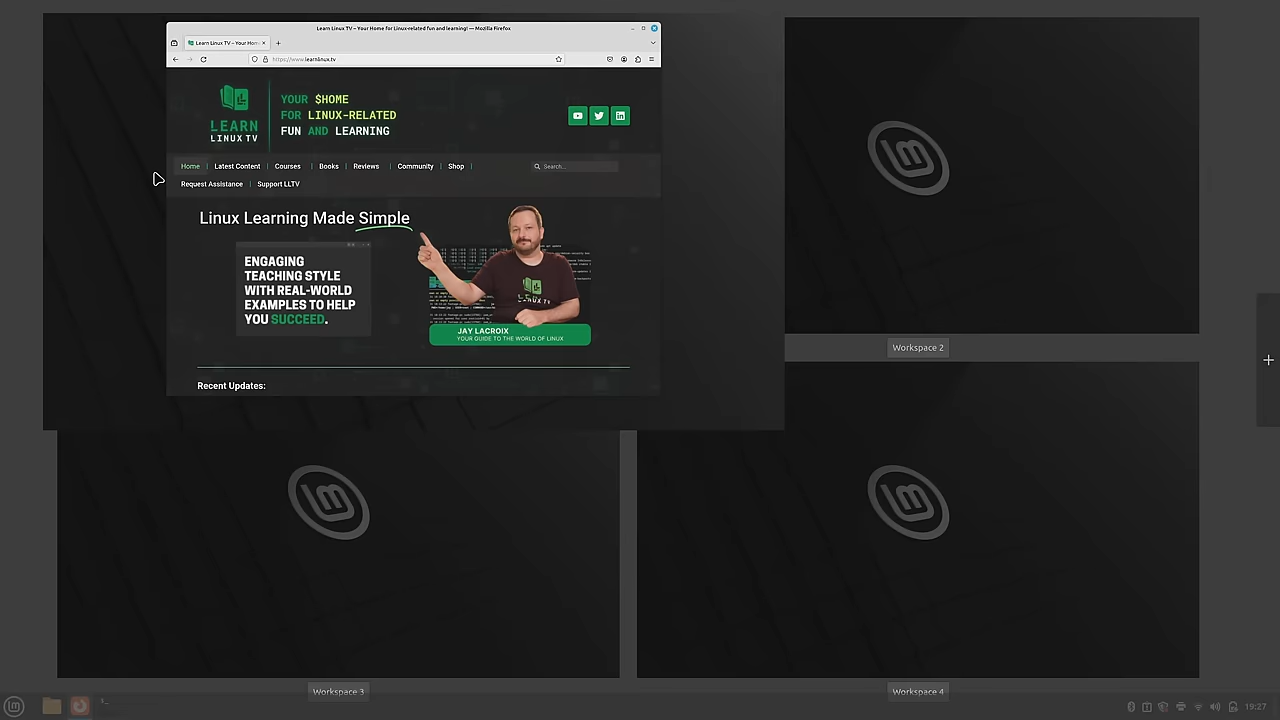 Learn Linux TV – Your Home for Linux-related fun and learning! — Mozilla Firefox
Learn Linux TV – Your Hom
https://www.learnlinux.tv
LEARN
LINUX TV
YOUR $HOME
FOR LINUX-RELATED
FUN AND LEARNING
Home
Latest Content
Courses
Books
Reviews
Community
Shop
Search...
Request Assistance
Support LLTV
Linux Learning Made Simple
ENGAGING
TEACHING STYLE
WITH REAL-WORLD
EXAMPLES TO HELP
YOU SUCCEED.
LINUX TV
JAY LACROIX
YOUR GUIDE TO THE WORLD OF LINUX
Recent Updates:
Workspace 2
Workspace 3
Workspace 4
19:27